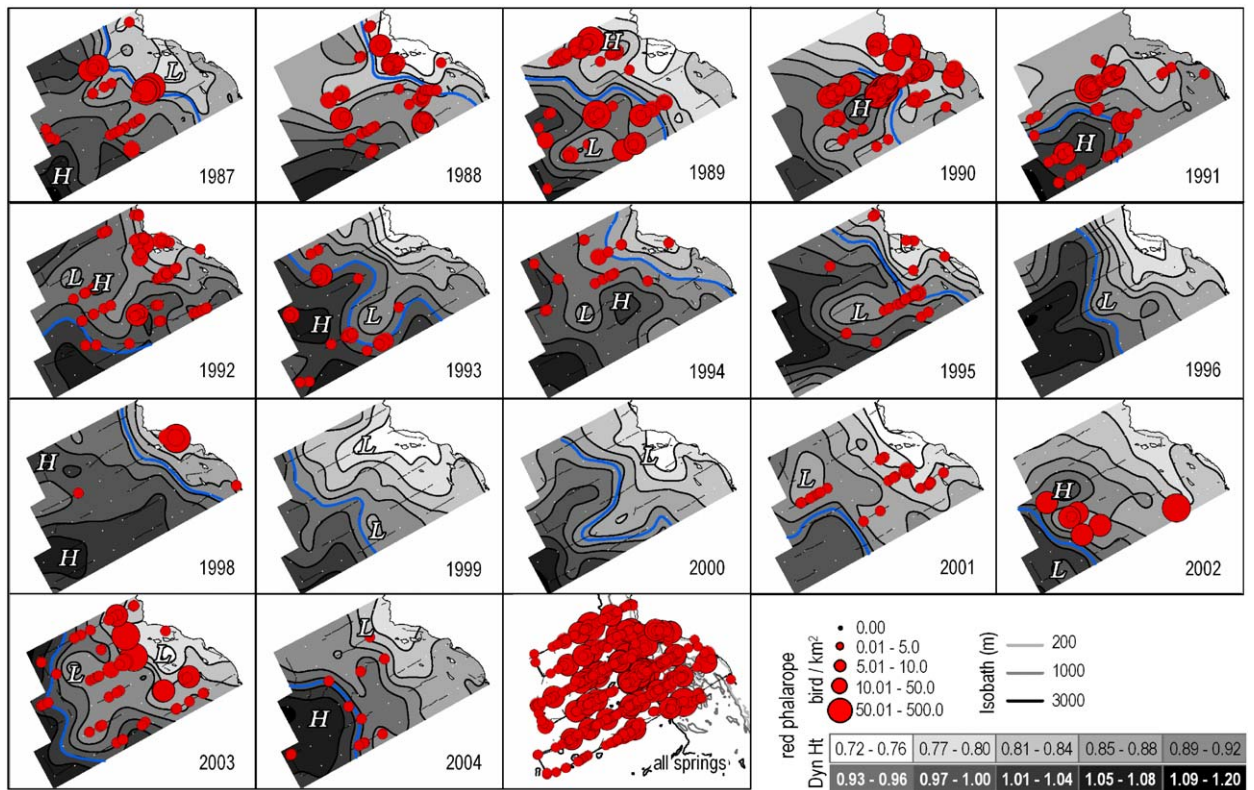 L
H
1987
1988
H
L
1989
H
1990
H
1991
L
H
1992
H
L
1993
L
H
1994
L
1995
L
1996
H
H
1998
L
L
1999
L
2000
L
2001
H
L
2002
L
L
2003
L
H
2004
all springs
red phalarope
bird / km²
0.00
0.01 - 5.0
5.01 - 10.0
10.01 - 50.0
50.01 - 500.0
Isobath (m)
200
1000
3000
Dyn Ht
0.72 - 0.76 0.77 - 0.80 0.81 - 0.84 0.85 - 0.88 0.89 - 0.92
0.93 - 0.96 0.97 - 1.00 1.01 - 1.04 1.05 - 1.08 1.09 - 1.20